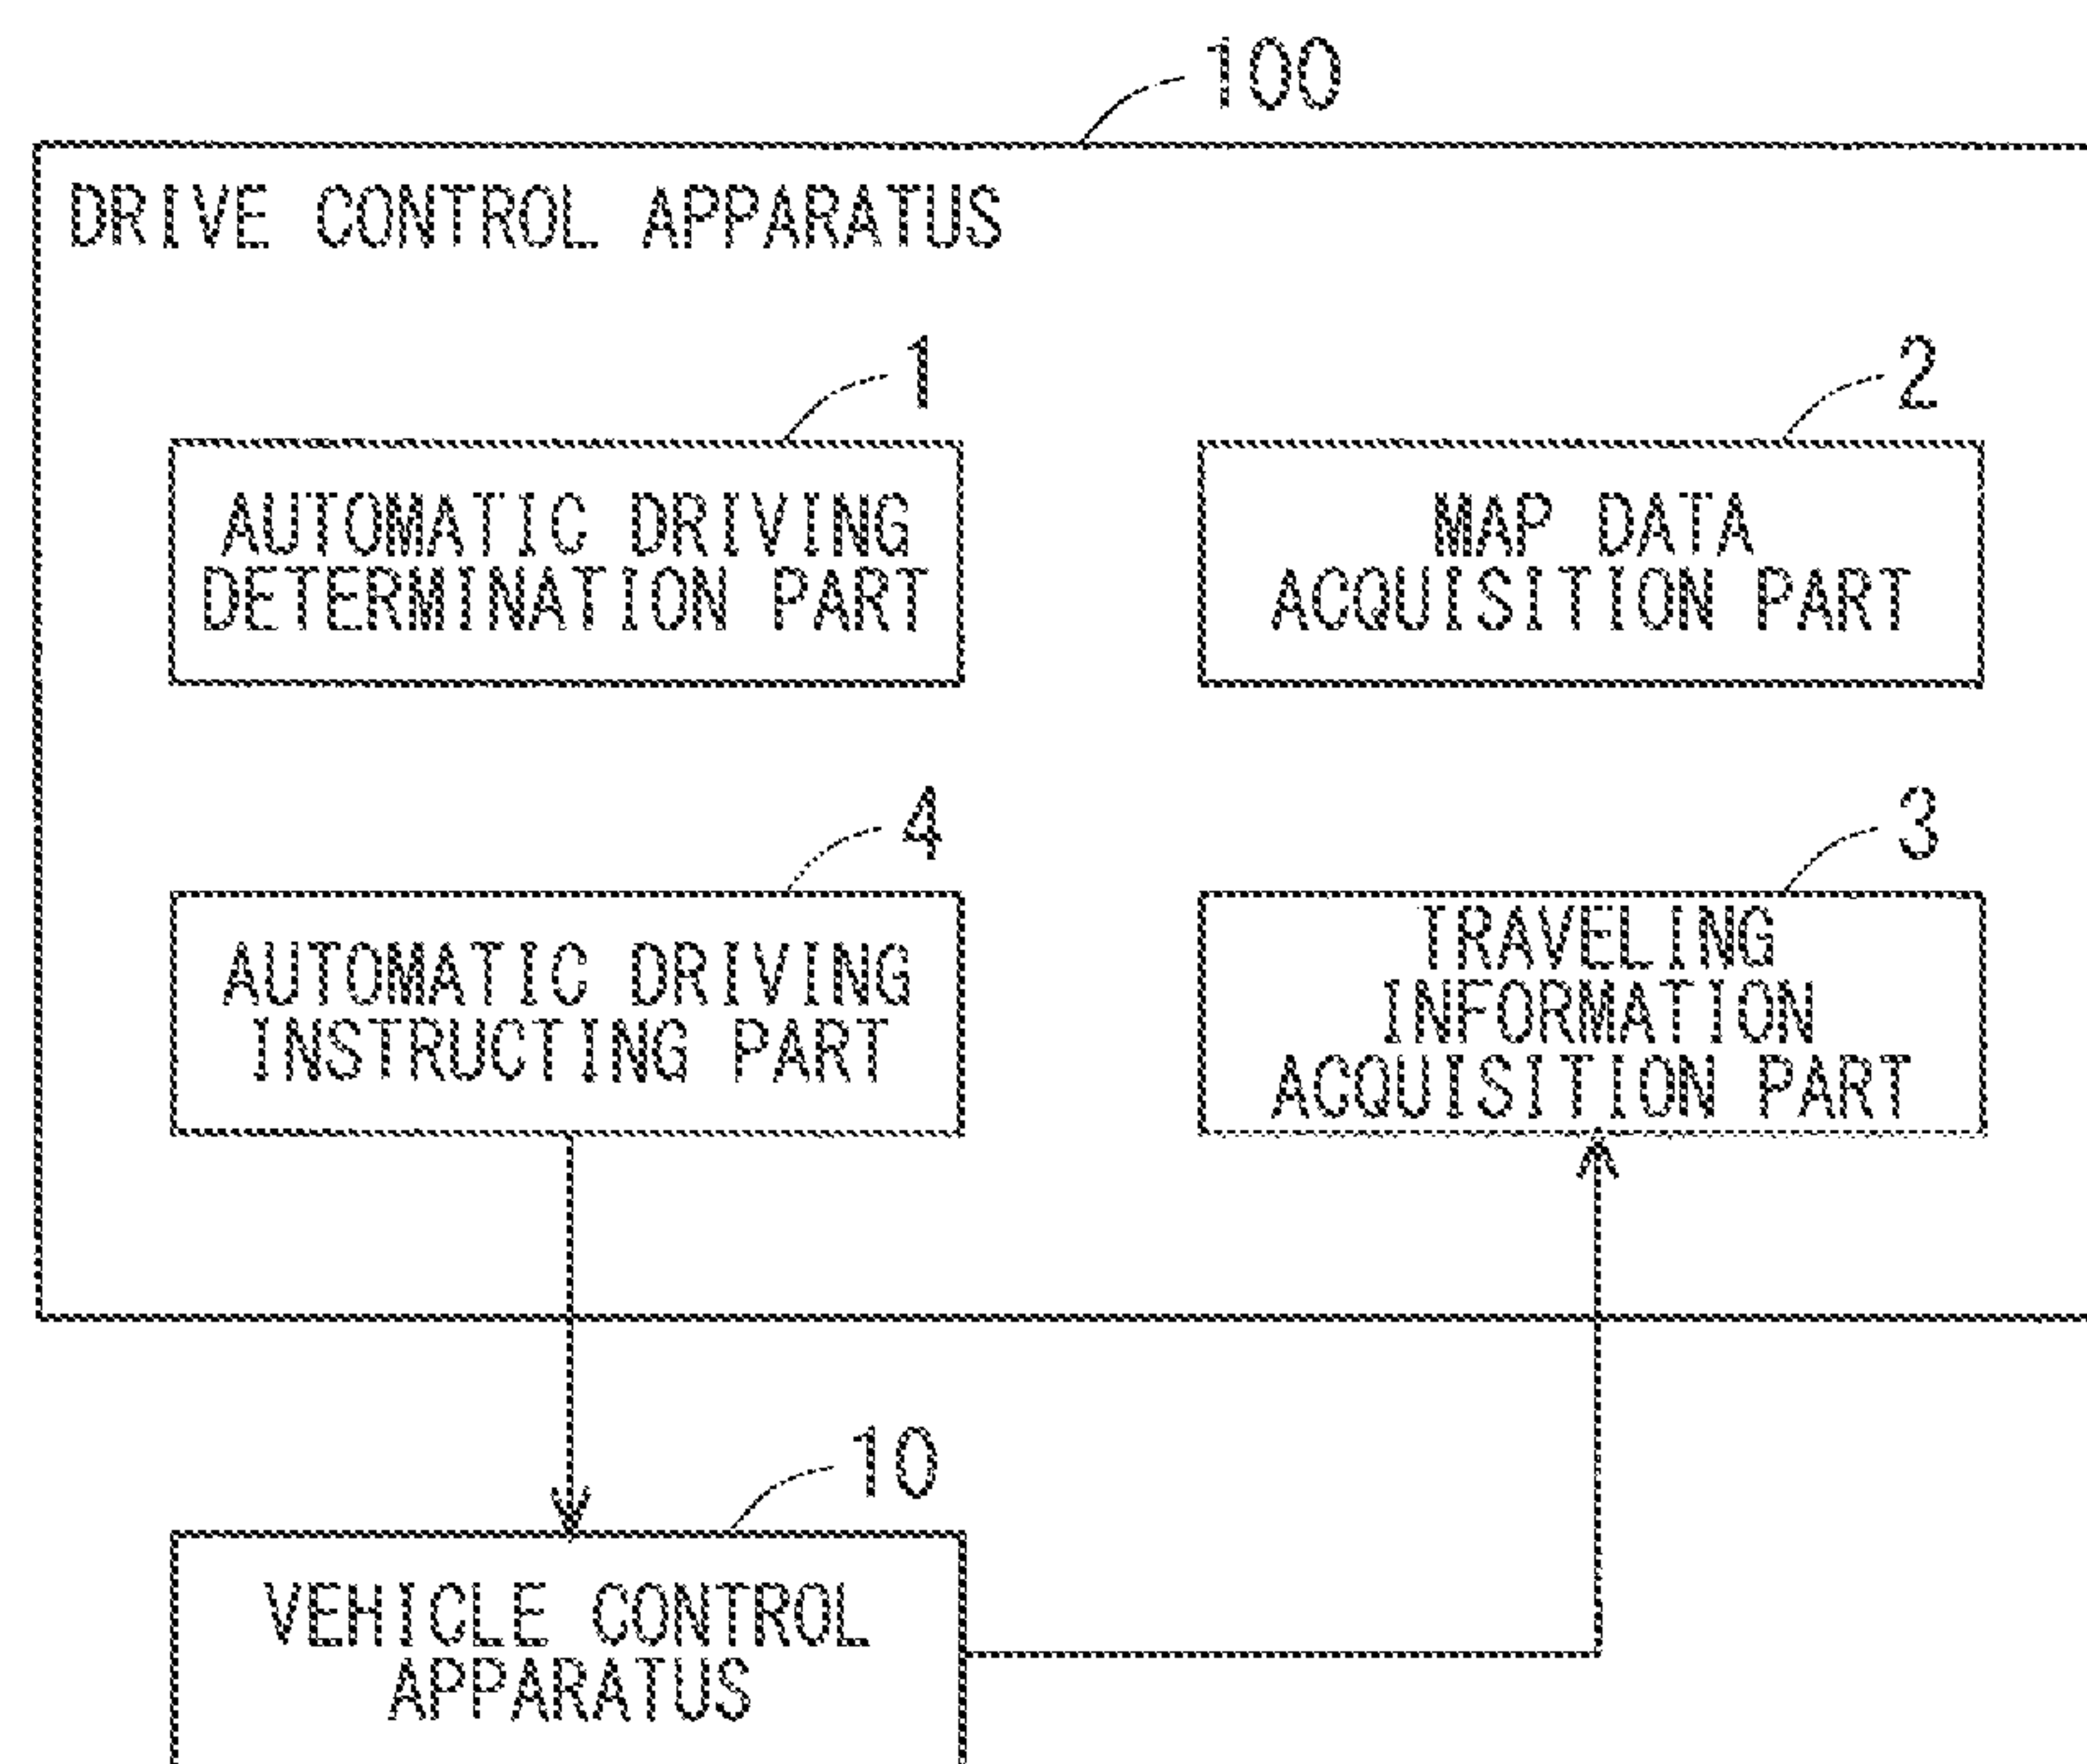 100
DRIVE CONTROL APPARATUS
1
AUTOMATIC DRIVING
DETERMINATION PART
2
MAP DATA
ACQUISITION PART
4
AUTOMATIC DRIVING
INSTRUCTING PART
3
TRAVELING
INFORMATION
ACQUISITION PART
10
VEHICLE CONTROL
APPARATUS